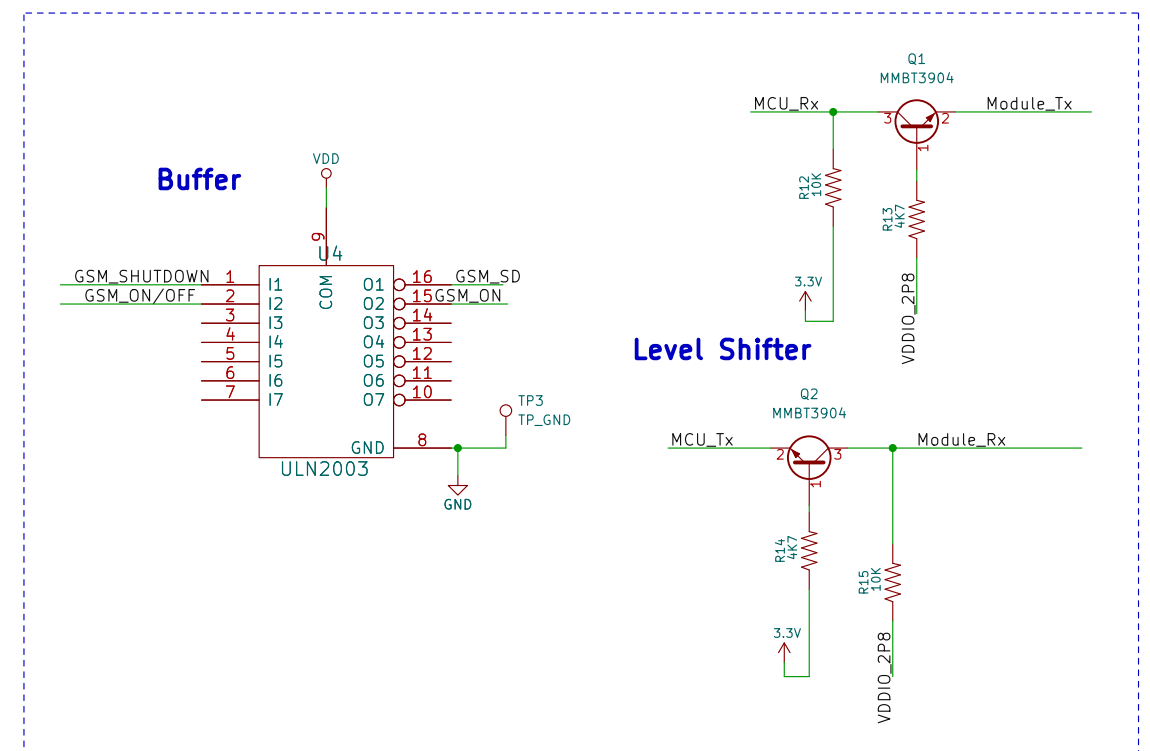 Buffer
VDD
9
U4
COM
GSM_SHUTDOWN 1 I1 O1 16 GSM_SD
GSM_ON/OFF 2 I2 O2 15 GSM_ON
3 I3 O3 14
4 I4 O4 13
5 I5 O5 12
6 I6 O6 11
7 I7 O7 10
GND 8
TP3
TP_GND
ULN2003
GND
Level Shifter
Q1
MMBT3904
MCU_Rx 3 2 Module_Tx
1
R12
10K
R13
4K7
3.3V
VDDIO_2P8
Q2
MMBT3904
MCU_Tx 2 3 Module_Rx
1
R14
4K7
R15
10K
3.3V
VDDIO_2P8